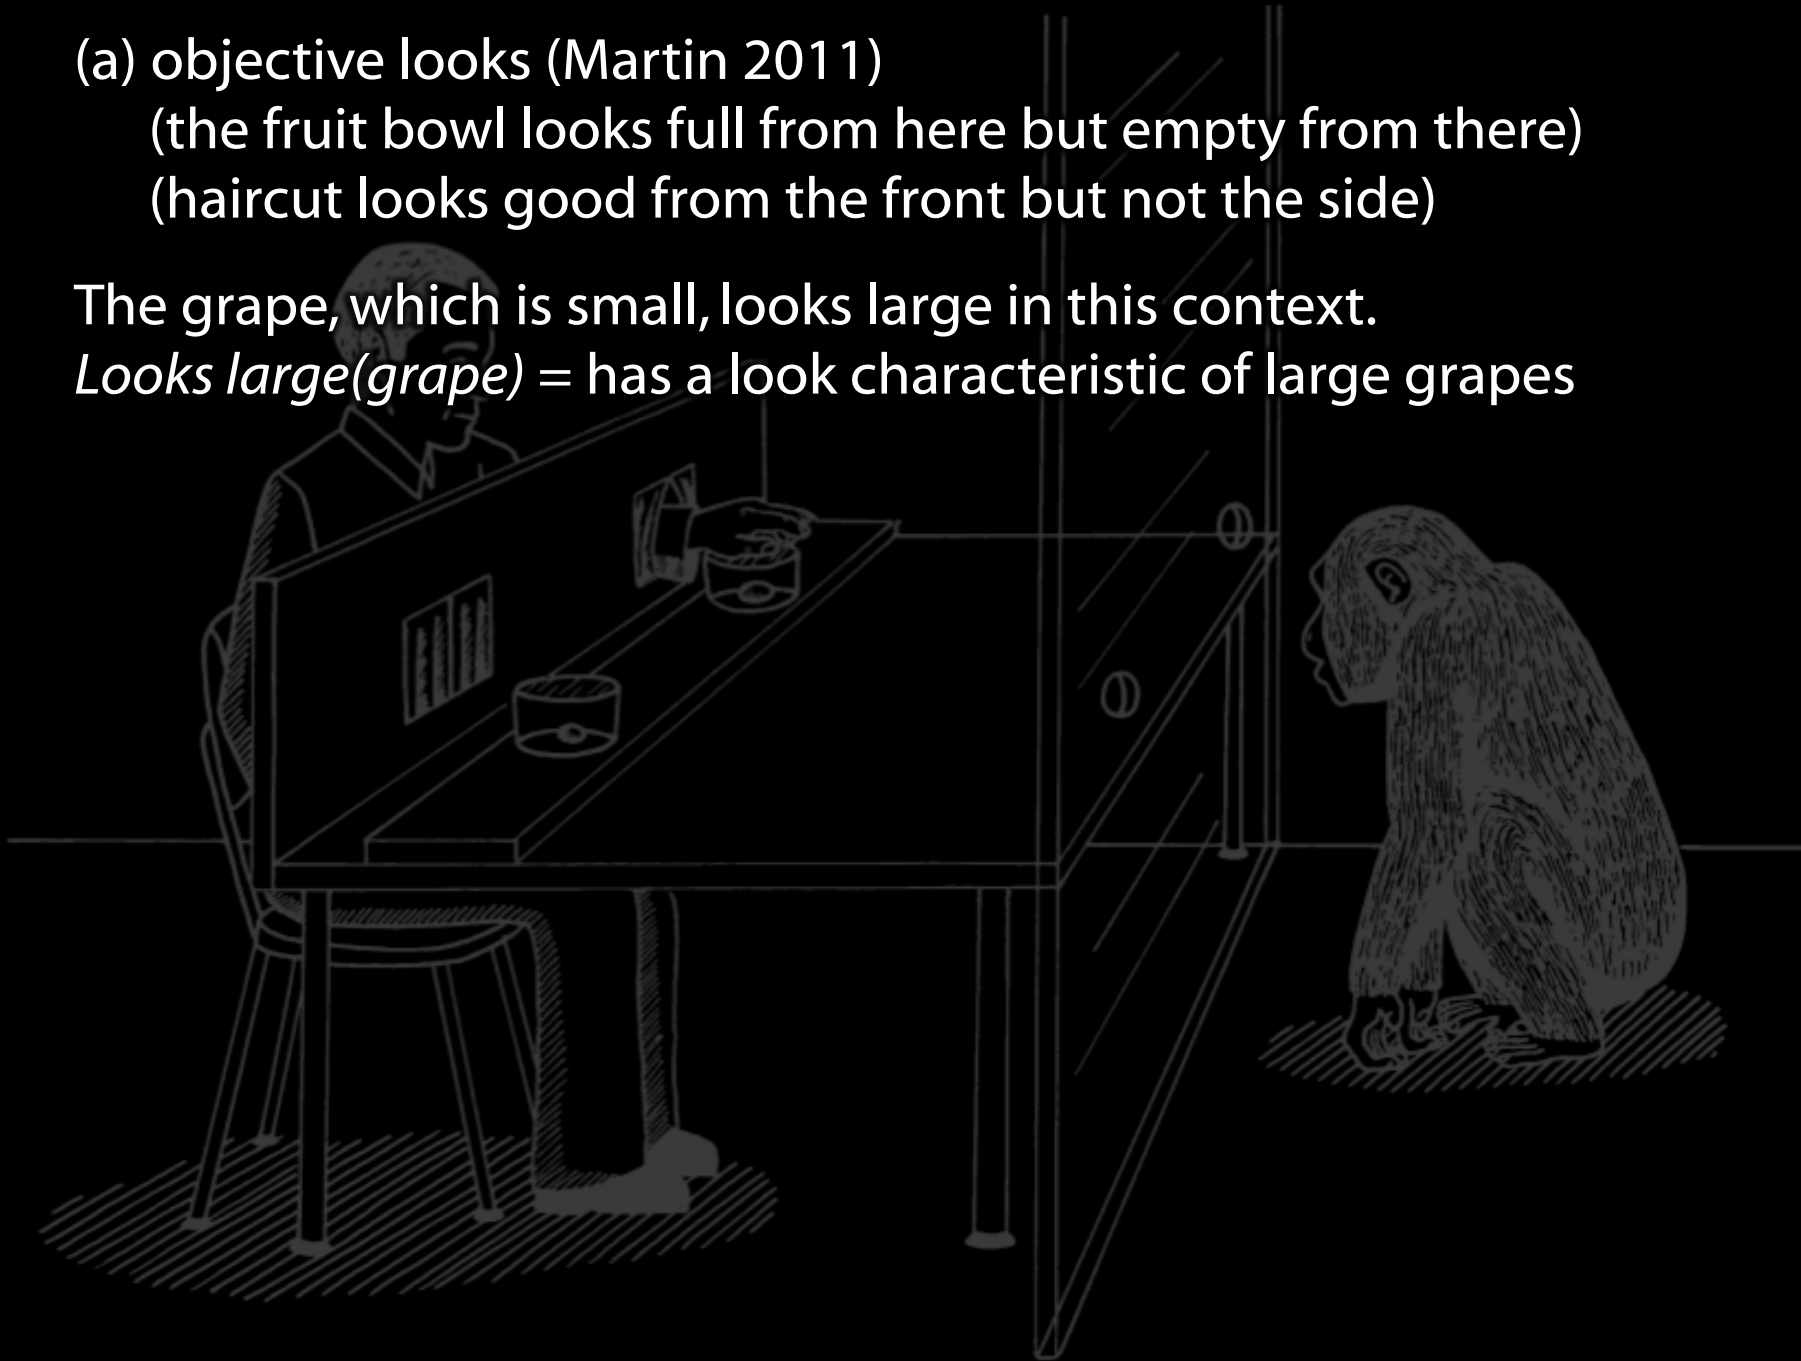 (a) objective looks (Martin 2011)
(the fruit bowl looks full from here but empty from there)
(haircut looks good from the front but not the side)
The grape, which is small, looks large in this context.
Looks large(grape) = has a look characteristic of large grapes